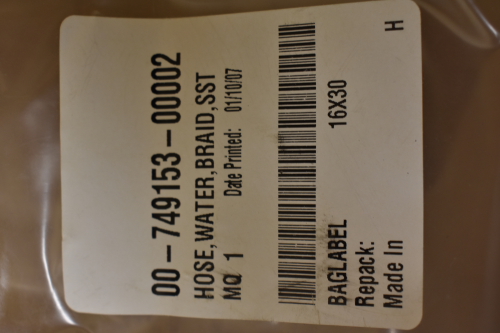 00-749153-00002
HOSE,WATER,BRAID,SST
MQ 1 Date Printed: 01/10/07
BAGLABEL 16X30
Repack:
Made In H